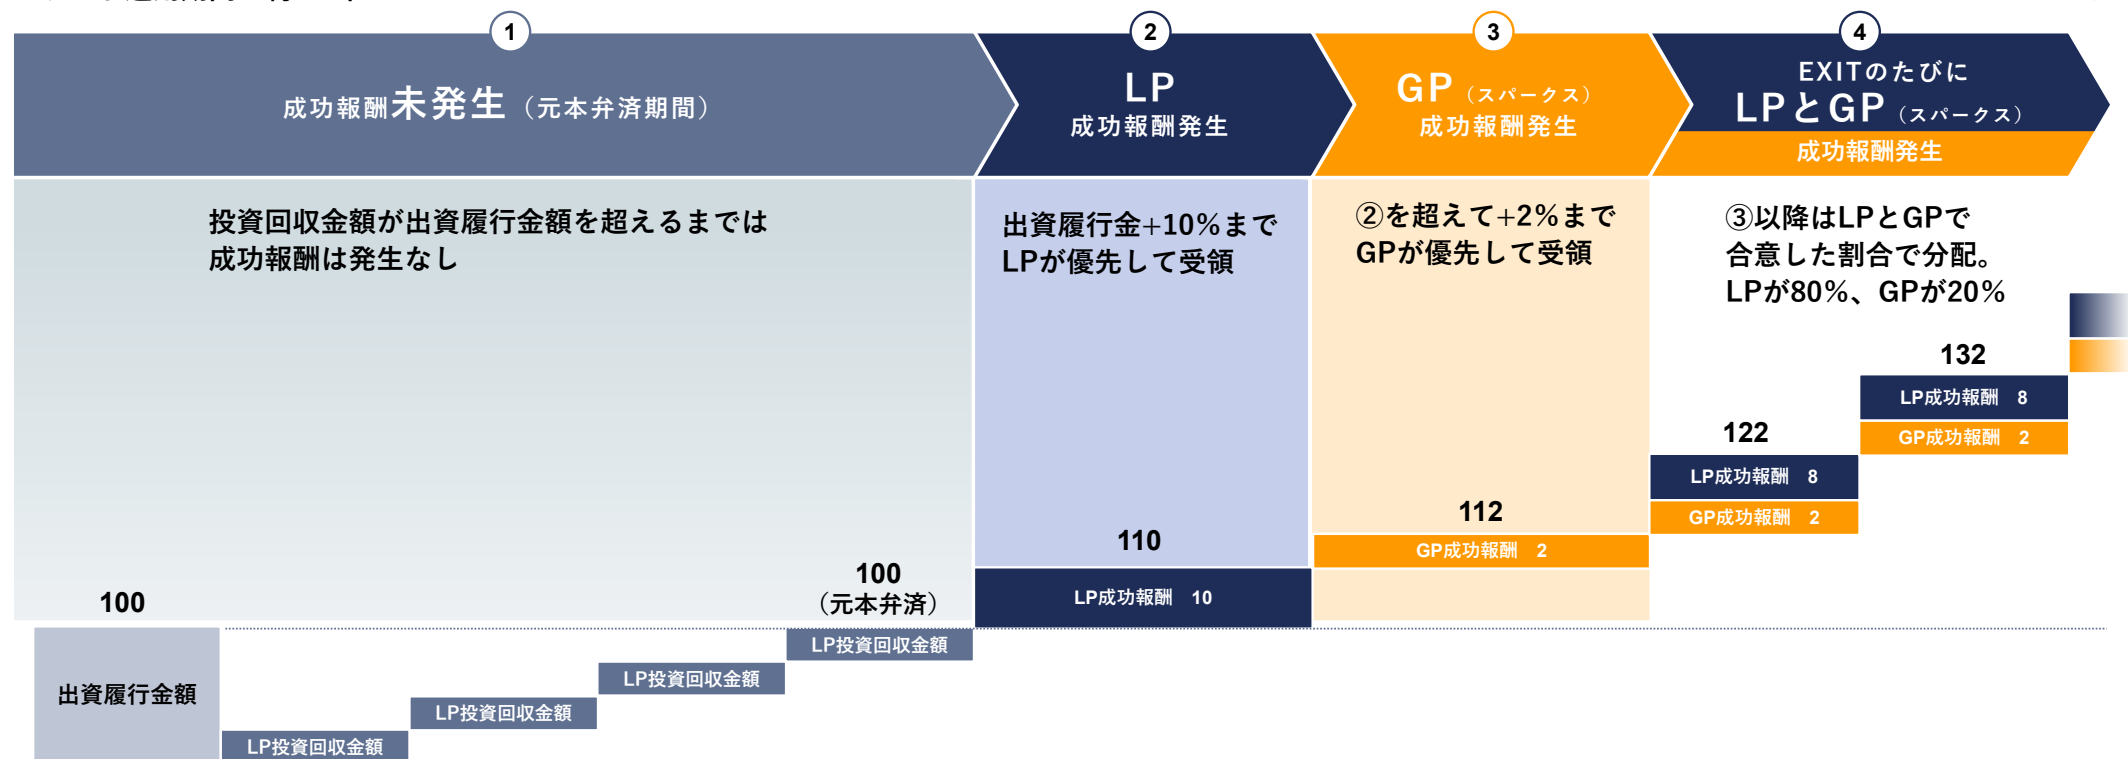 1
成功報酬未発生（元本弁済期間）
2
LP
成功報酬発生
3
GP（スパークス）
成功報酬発生
4
EXITのたびに
LPとGP（スパークス）
成功報酬発生
投資回収金額が出資履行金額を超えるまでは
成功報酬は発生なし
出資履行金+10%まで
LPが優先して受領
②を超えて+2%まで
GPが優先して受領
③以降はLPとGPで
合意した割合で分配。
LPが80%、GPが20%
100
出資履行金額
LP投資回収金額
LP投資回収金額
LP投資回収金額
100
（元本弁済）
LP投資回収金額
110
LP成功報酬 10
112
GP成功報酬 2
122
LP成功報酬 8
GP成功報酬 2
132
LP成功報酬 8
GP成功報酬 2